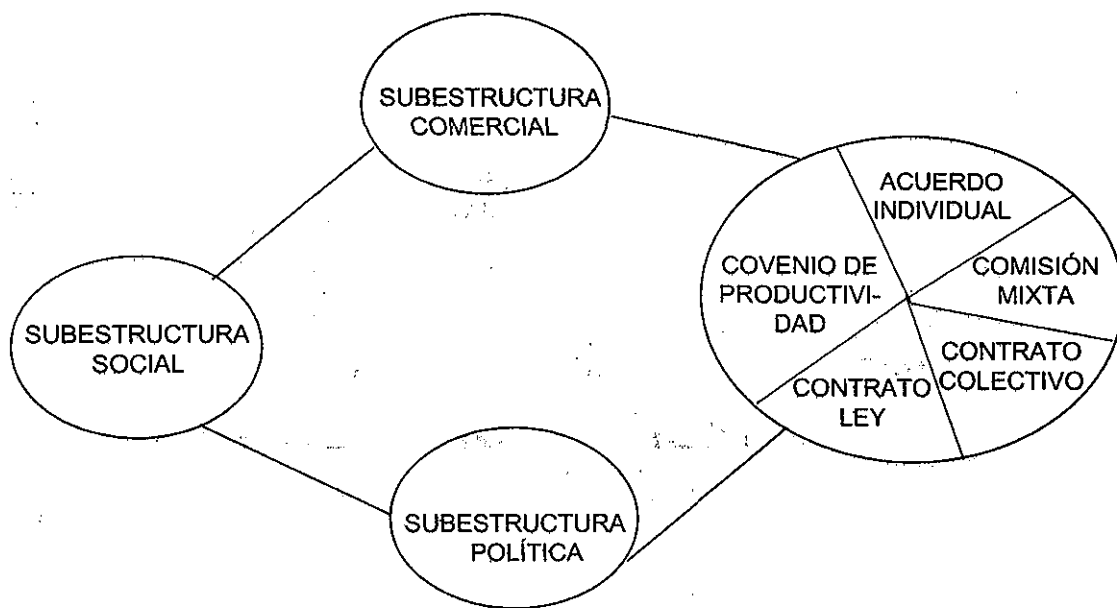 SUBESTRUCTURA
COMERCIAL
ACUERDO
INDIVIDUAL
COVENIO DE
PRODUCTIVI-
DAD
COMISIÓN
MIXTA
SUBESTRUCTURA
SOCIAL
CONTRATO
COLECTIVO
CONTRATO
LEY
SUBESTRUCTURA
POLÍTICA